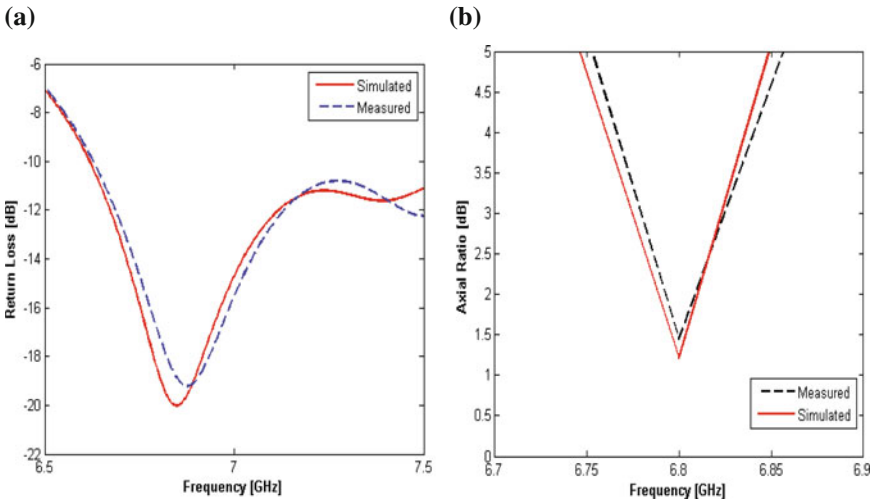 (a)
-6
-8
-10
-12
-14
-16
-18
-20
-22
6.5
7
7.5
Return Loss [dB]
Frequency [GHz]
Simulated
Measured
(b)
5
4.5
4
3.5
3
2.5
2
1.5
1
0.5
0
6.7
6.75
6.8
6.85
6.9
Axial Ratio [dB]
Frequency [GHz]
Measured
Simulated